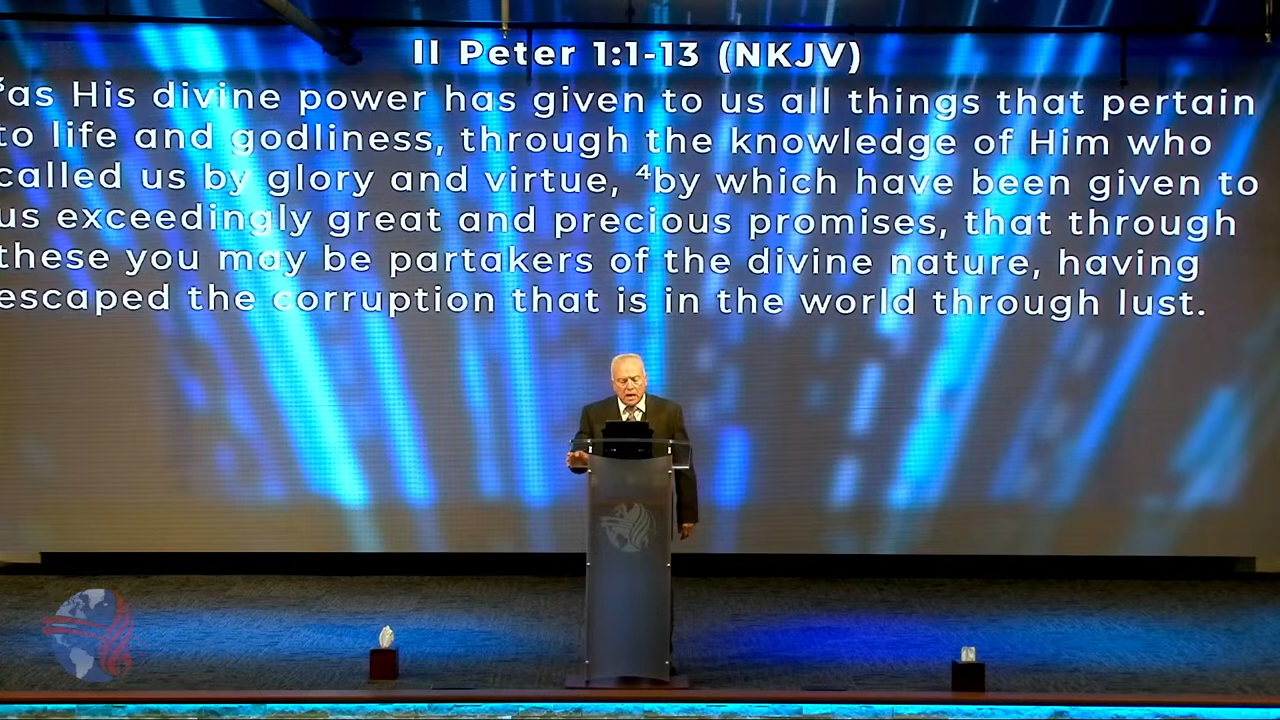 II Peter 1:1-13 (NKJV)
³as His divine power has given to us all things that pertain
to life and godliness, through the knowledge of Him who
called us by glory and virtue, ⁴by which have been given to
us exceedingly great and precious promises, that through
these you may be partakers of the divine nature, having
escaped the corruption that is in the world through lust.